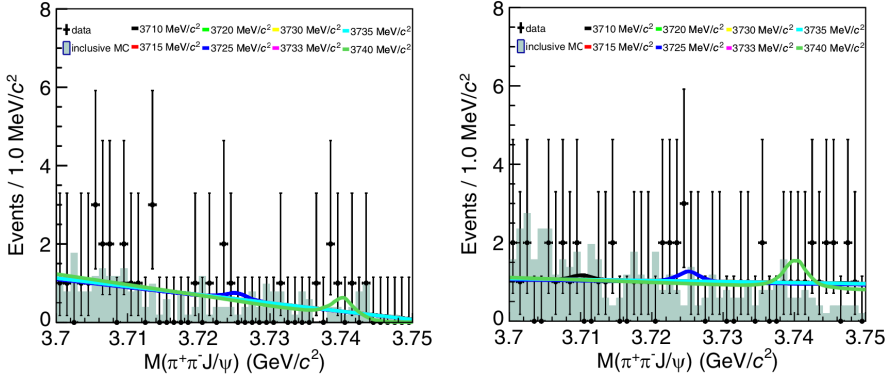 data 3710 MeV/c² 3720 MeV/c² 3730 MeV/c² 3735 MeV/c²
inclusive MC 3715 MeV/c² 3725 MeV/c² 3733 MeV/c² 3740 MeV/c²
8
6
4
2
0
Events / 1.0 MeV/c²
3.7 3.71 3.72 3.73 3.74 3.75
M(π⁺π⁻J/ψ) (GeV/c²)
data 3710 MeV/c² 3720 MeV/c² 3730 MeV/c² 3735 MeV/c²
inclusive MC 3715 MeV/c² 3725 MeV/c² 3733 MeV/c² 3740 MeV/c²
8
6
4
2
0
Events / 1.0 MeV/c²
3.7 3.71 3.72 3.73 3.74 3.75
M(π⁺π⁻J/ψ) (GeV/c²)